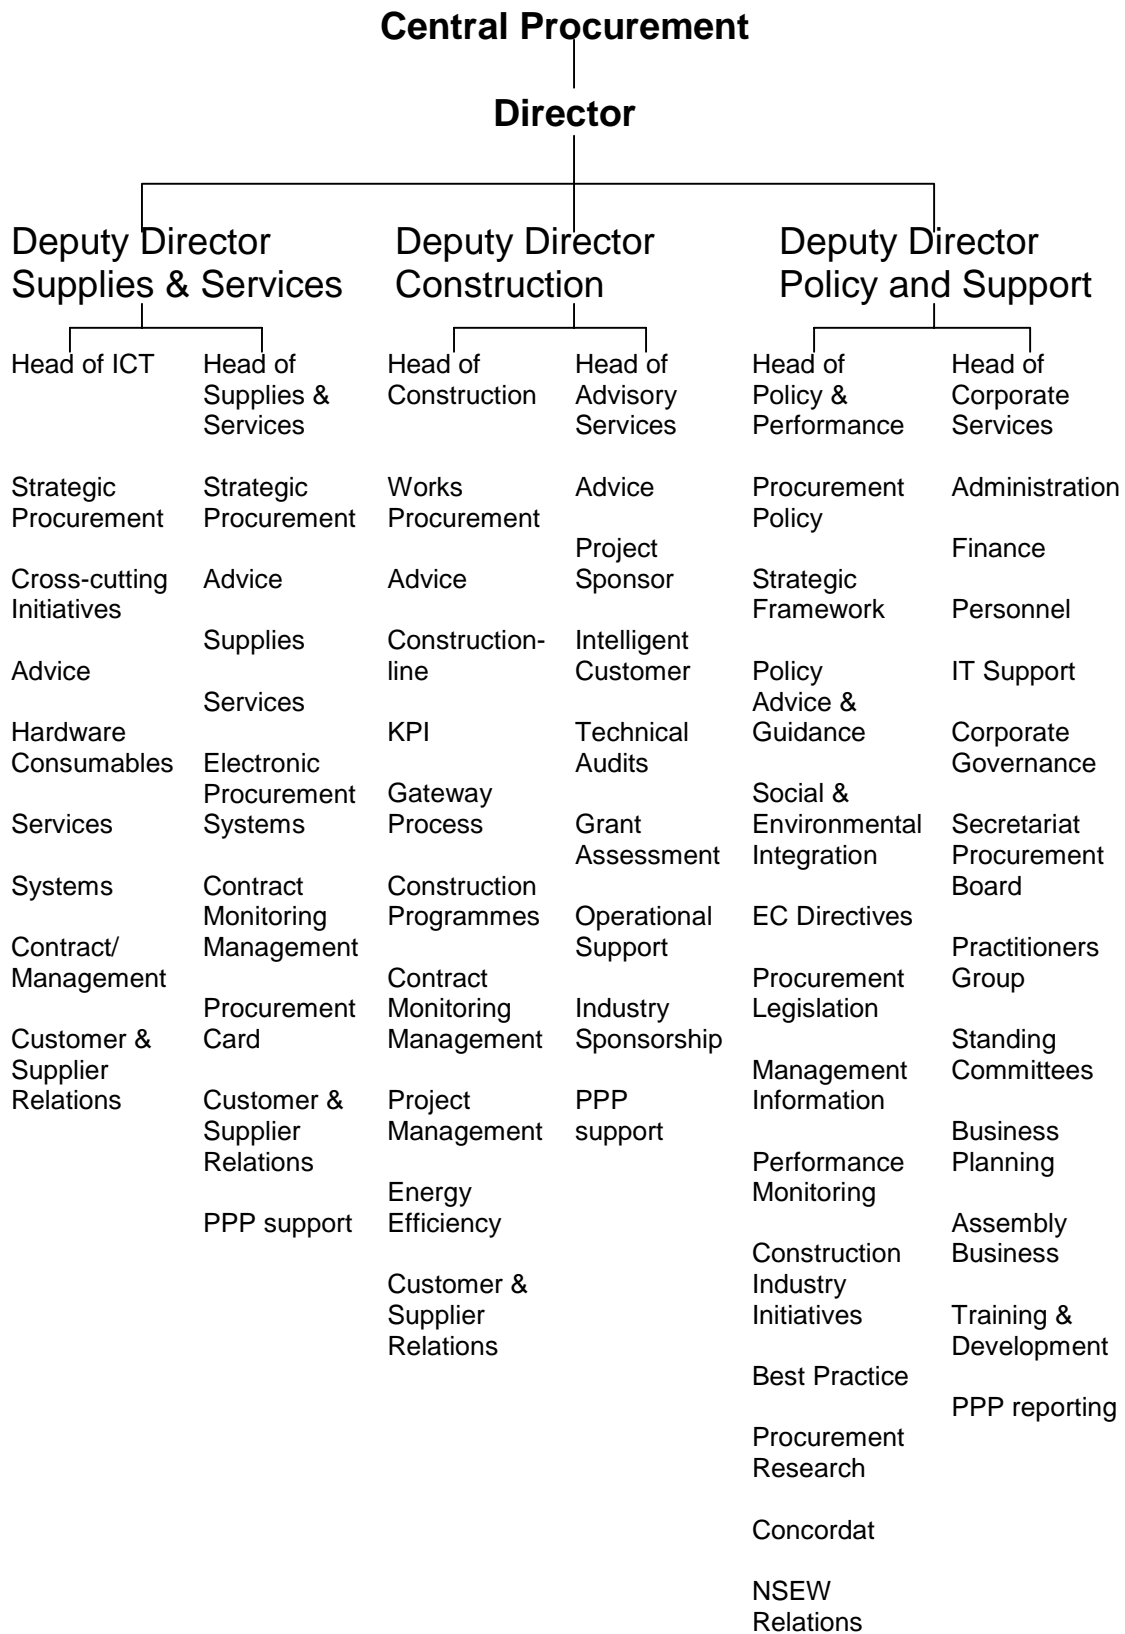 Central Procurement
Director
Deputy Director
Supplies & Services
Deputy Director
Construction
Deputy Director
Policy and Support
Head of ICT
Strategic
Procurement
Cross-cutting
Initiatives
Advice
Hardware
Consumables
Services
Systems
Contract/
Management
Customer &
Supplier
Relations
Head of
Supplies &
Services
Strategic
Procurement
Advice
Supplies
Services
Electronic
Procurement
Systems
Contract
Monitoring
Management
Procurement
Card
Customer &
Supplier
Relations
PPP support
Head of
Construction
Works
Procurement
Advice
Construction-
line
KPI
Gateway
Process
Construction
Programmes
Contract
Monitoring
Management
Project
Management
Energy
Efficiency
Customer &
Supplier
Relations
Head of
Advisory
Services
Advice
Project
Sponsor
Intelligent
Customer
Technical
Audits
Grant
Assessment
Operational
Support
Industry
Sponsorship
PPP
support
Head of
Policy &
Performance
Procurement
Policy
Strategic
Framework
Policy
Advice &
Guidance
Social &
Environmental
Integration
EC Directives
Procurement
Legislation
Management
Information
Performance
Monitoring
Construction
Industry
Initiatives
Best Practice
Procurement
Research
Concordat
NSEW
Relations
Head of
Corporate
Services
Administration
Finance
Personnel
IT Support
Corporate
Governance
Secretariat
Procurement
Board
Practitioners
Group
Standing
Committees
Business
Planning
Assembly
Business
Training &
Development
PPP reporting